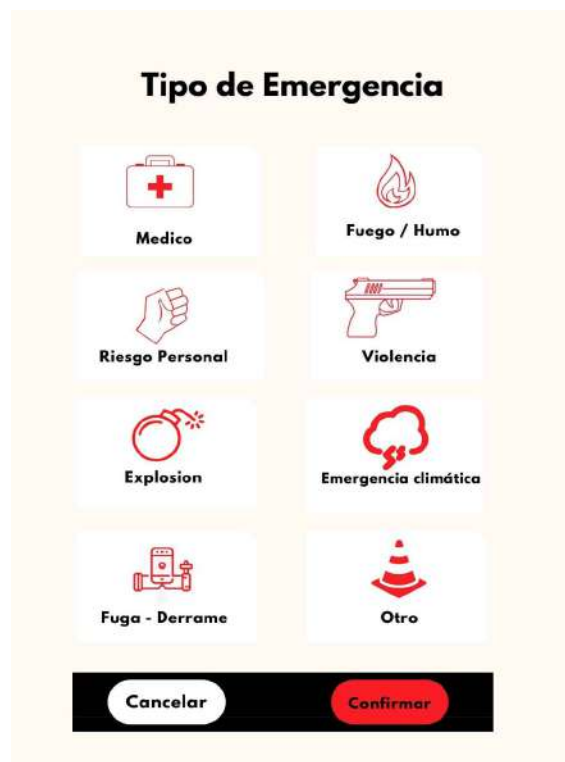 Tipo de Emergencia
Medico
Fuego / Humo
Riesgo Personal
Violencia
Explosion
Emergencia climática
Fuga - Derrame
Otro
Cancelar
Confirmar